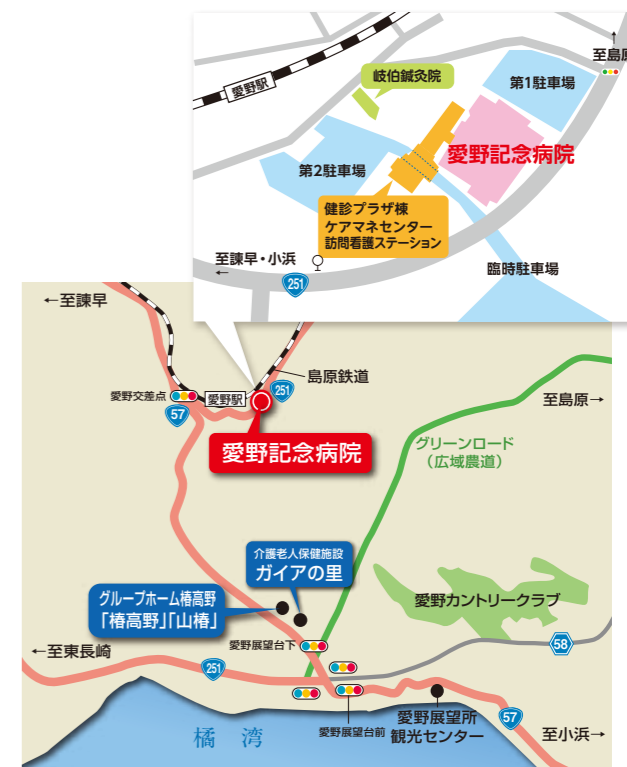 ↑
至島原
愛野駅
岐伯鍼灸院
第1駐車場
愛野記念病院
第2駐車場
健診プラザ棟
ケアマネセンター
訪問看護ステーション
至諫早・小浜
←
251
臨時駐車場
←至諫早
島原鉄道
愛野交差点
愛野駅
251
57
至島原→
愛野記念病院
グリーンロード
（広域農道）
介護老人保健施設
ガイアの里
グループホーム椿高野
「椿高野」「山椿」
愛野カントリークラブ
愛野展望台下
58
←至東長崎
251
橘湾
愛野展望台前
愛野展望所
観光センター
57
至小浜→